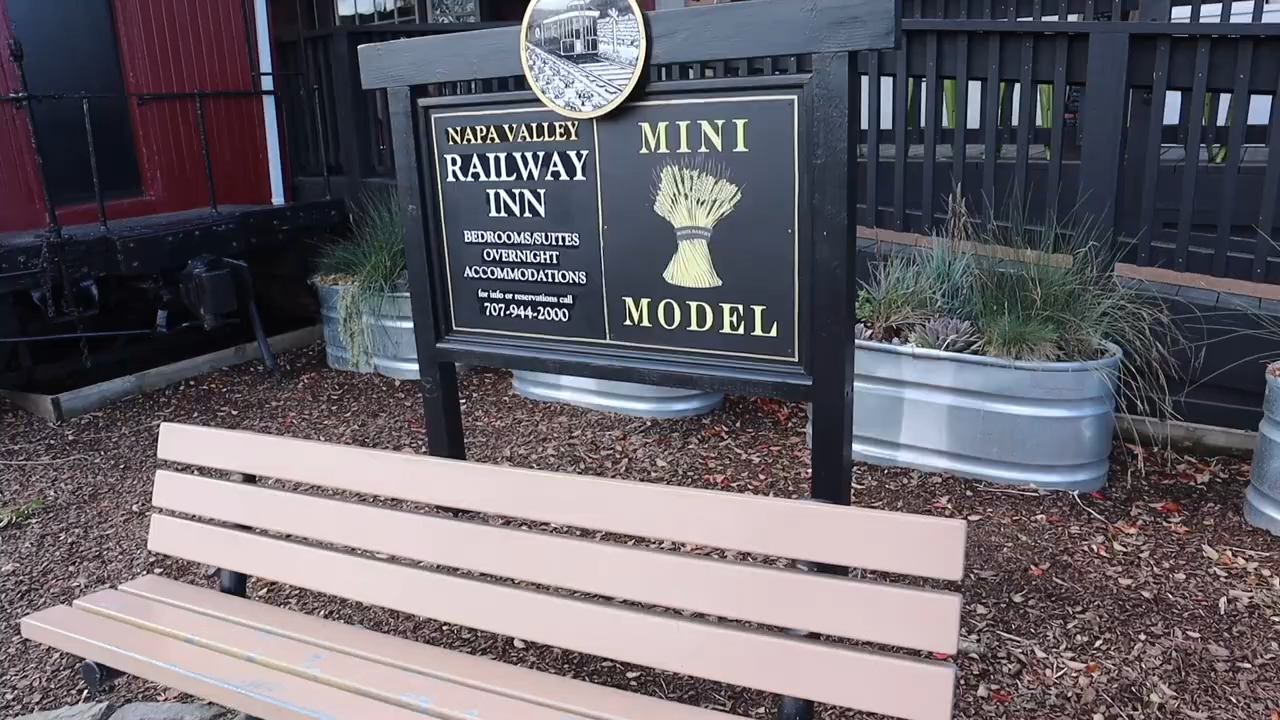 NAPA VALLEY
RAILWAY
INN
BEDROOMS/SUITES
OVERNIGHT
ACCOMMODATIONS
for info or reservations call
707-944-2000
MINI
MODEL